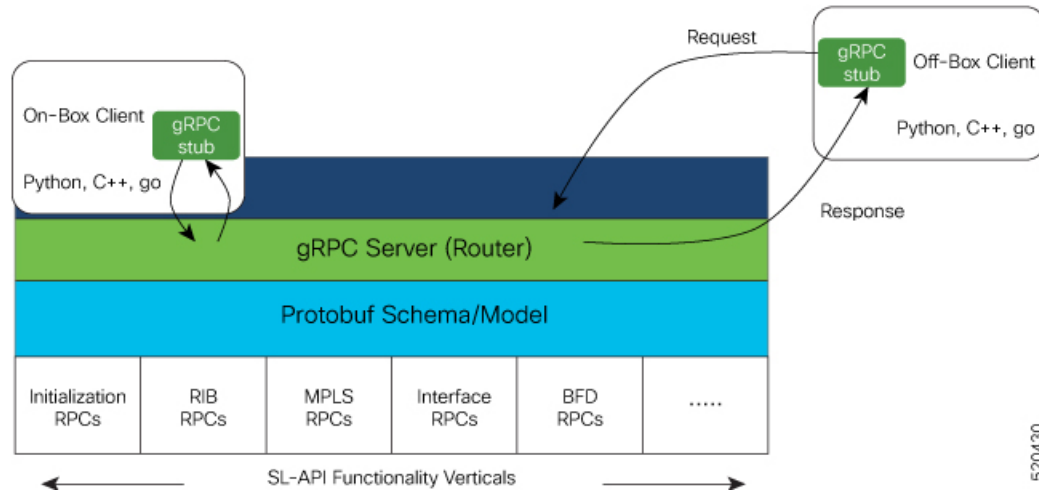 Request
gRPC
stub
Off-Box Client
Python, C++, go
On-Box Client
gRPC
stub
Python, C++, go
Response
gRPC Server (Router)
Protobuf Schema/Model
Initialization
RPCs
RIB
RPCs
MPLS
RPCs
Interface
RPCs
BFD
RPCs
.....
SL-API Functionality Verticals
520430